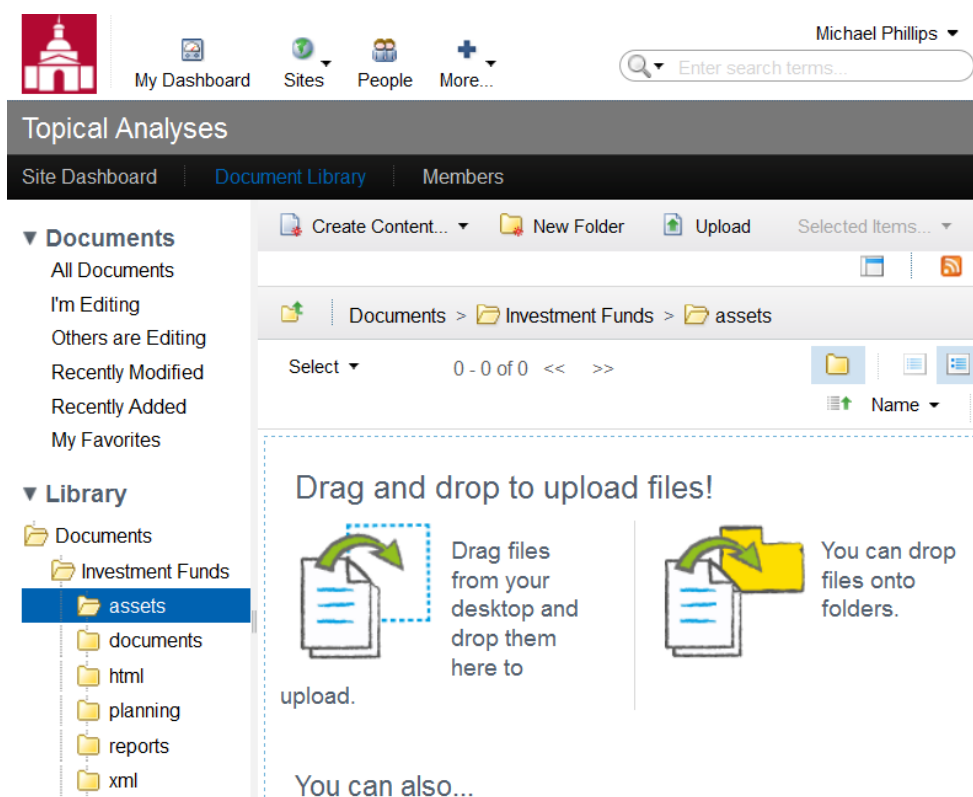 Michael Phillips
My Dashboard Sites People More... Enter search terms...
Topical Analyses
Site Dashboard Document Library Members
Create Content... New Folder Upload Selected Items...
Documents
All Documents
I'm Editing
Others are Editing
Recently Modified
Recently Added
My Favorites
Documents > Investment Funds > assets
Select 0 - 0 of 0 << >>
Name
Library
Documents
Investment Funds
assets
documents
html
planning
reports
xml
Drag and drop to upload files!
Drag files
from your
desktop and
drop them
here to
upload.
You can drop
files onto
folders.
You can also...